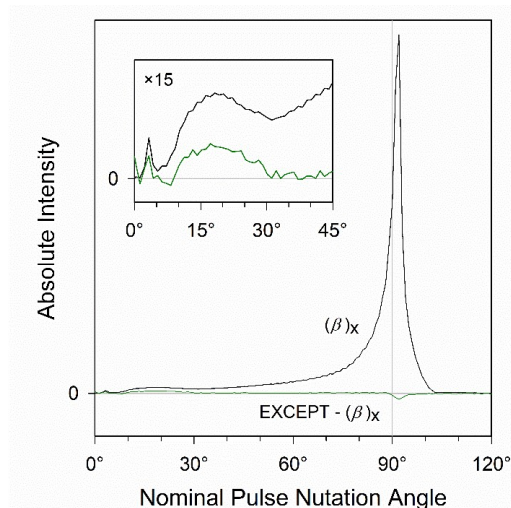 ×15
0
0° 15° 30° 45°
Absolute Intensity
(β)x
0
EXCEPT - (β)x
0° 30° 60° 90° 120°
Nominal Pulse Nutation Angle